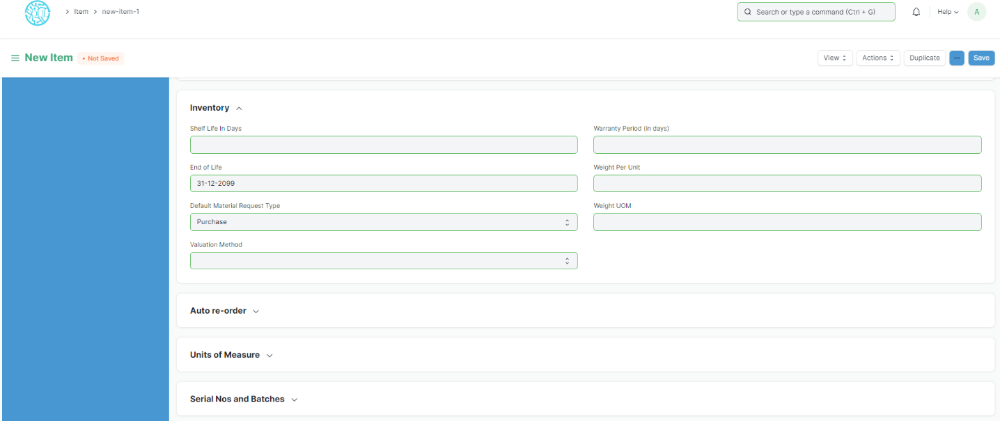 SOUL
Item
new-item-1
Search or type a command (Ctrl + G)
Help
A
New Item
• Not Saved
View
Actions
Duplicate
···
Save
Inventory
Shelf Life In Days
Warranty Period (in days)
End of Life
Weight Per Unit
31-12-2099
Default Material Request Type
Weight UOM
Purchase
Valuation Method
Auto re-order
Units of Measure
Serial Nos and Batches